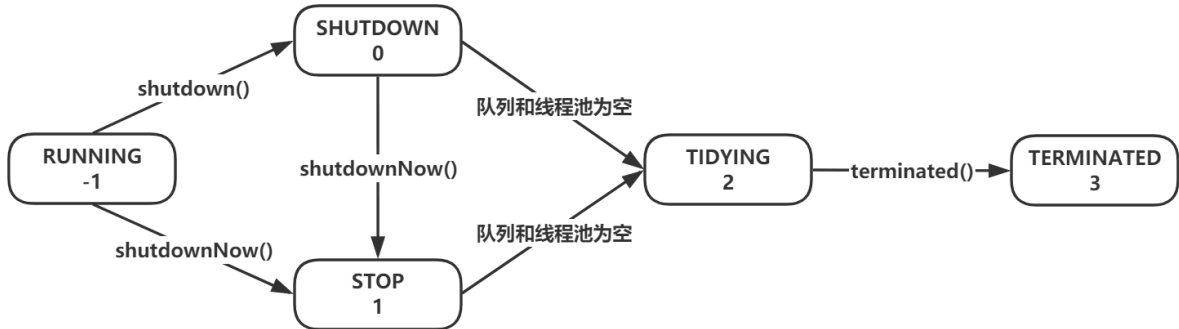 SHUTDOWN
0
shutdown()
队列和线程池为空
RUNNING
-1
shutdownNow()
TIDYING
2
terminated()
TERMINATED
3
shutdownNow()
队列和线程池为空
STOP
1